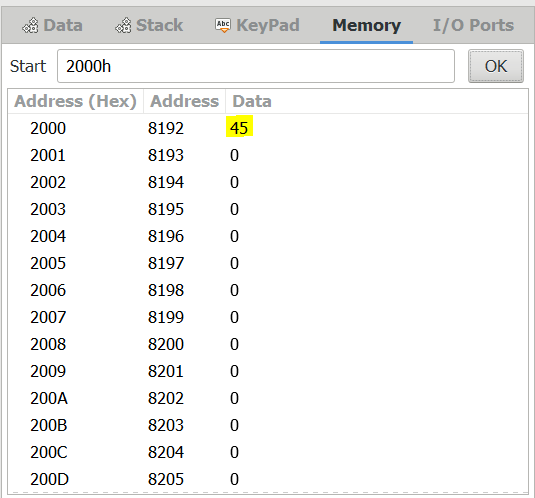 Data Stack KeyPad Memory I/O Ports
Start 2000h OK
Address (Hex) Address Data
2000 8192 45
2001 8193 0
2002 8194 0
2003 8195 0
2004 8196 0
2005 8197 0
2006 8198 0
2007 8199 0
2008 8200 0
2009 8201 0
200A 8202 0
200B 8203 0
200C 8204 0
200D 8205 0